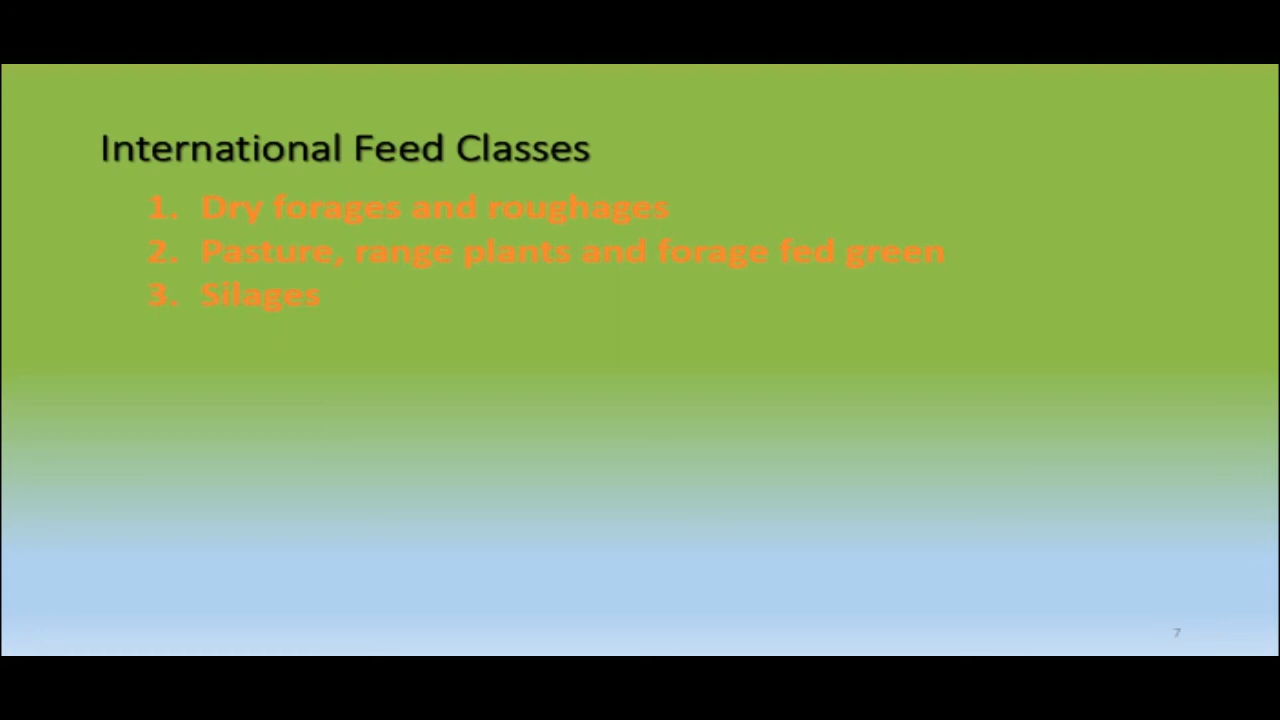 International Feed Classes
1. Dry forages and roughages
2. Pasture, range plants and forage fed green
3. Silages
7